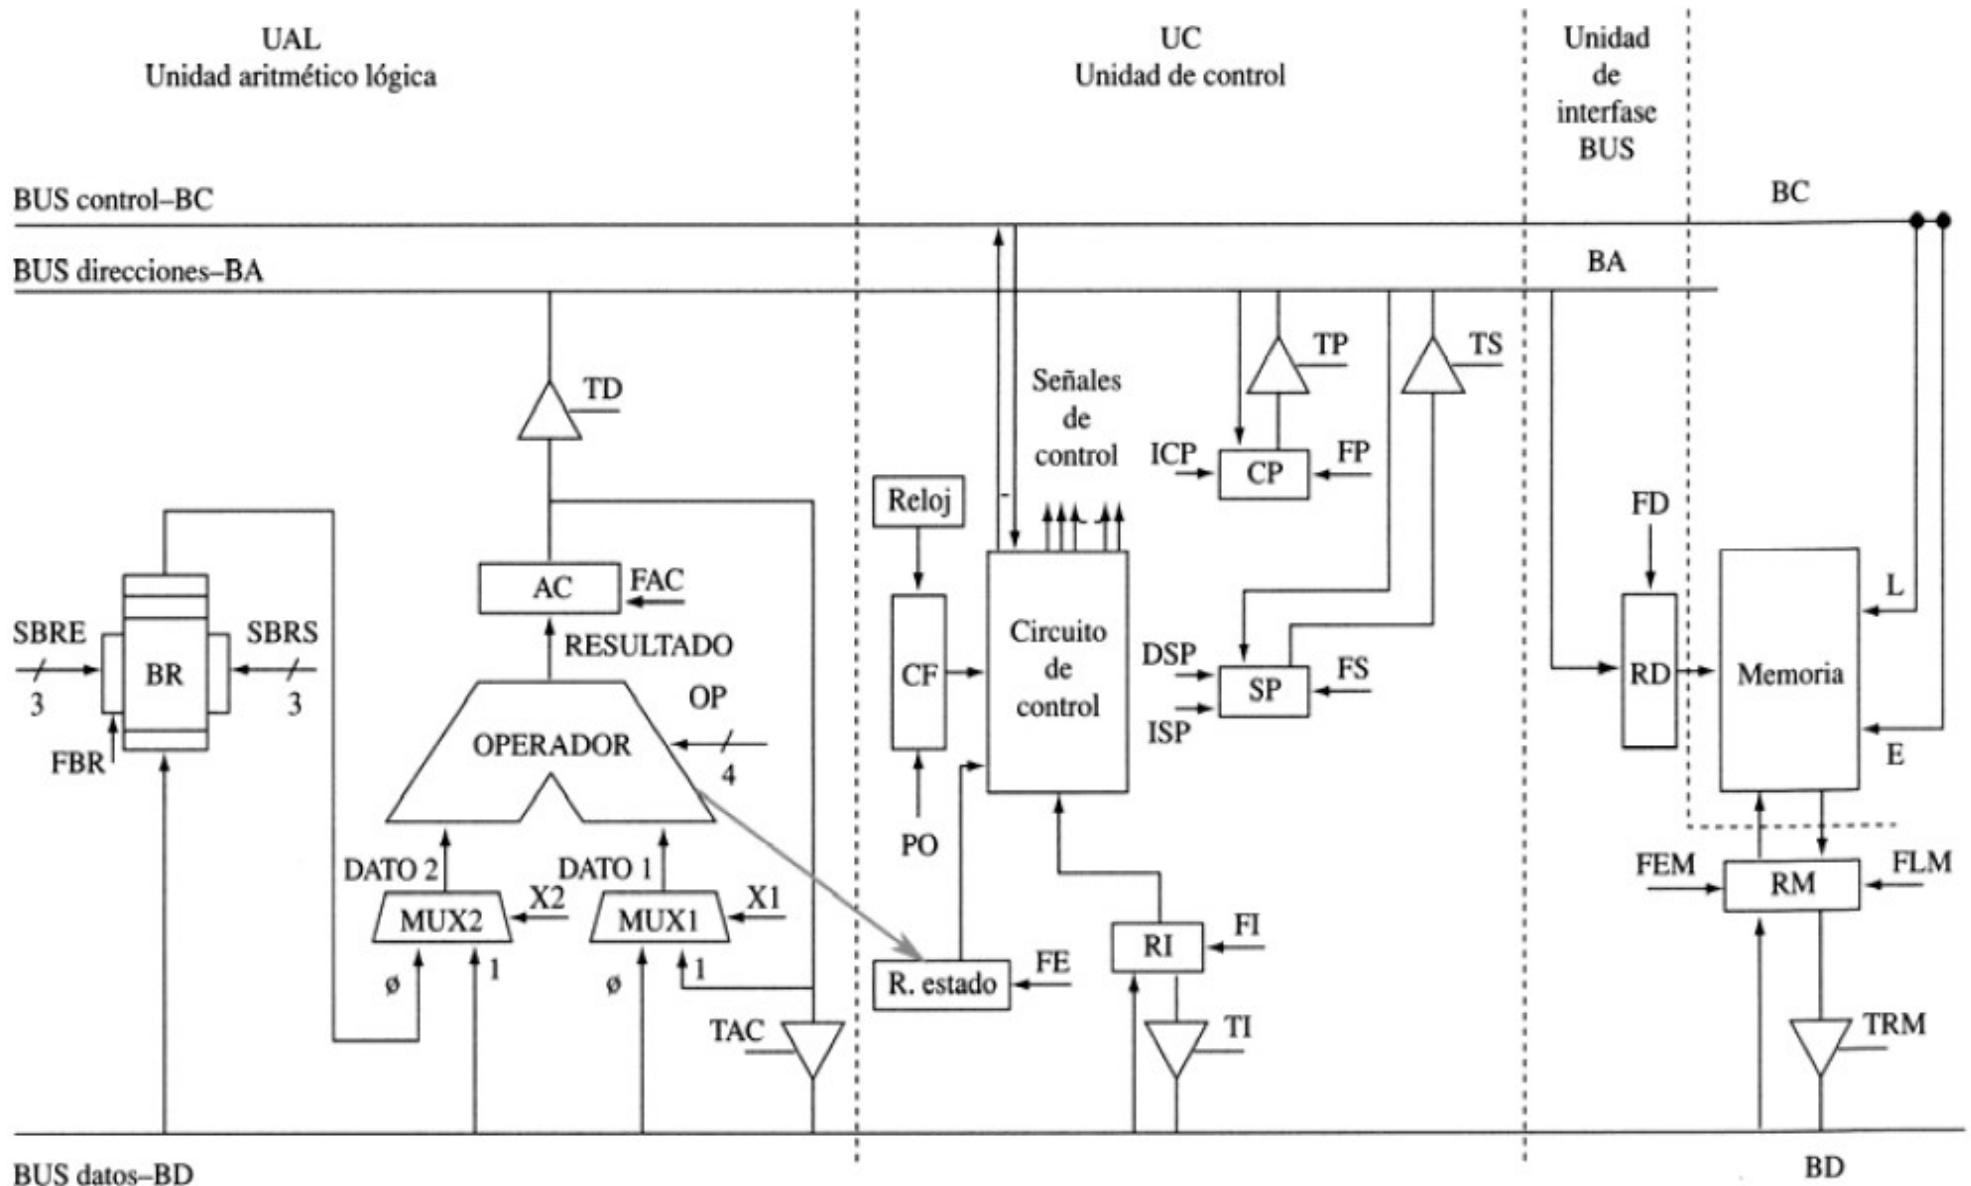 UAL
Unidad aritmético lógica
UC
Unidad de control
Unidad
de
interfase
BUS
BUS control–BC
BC
BUS direcciones–BA
BA
TD
TP
TS
Señales
de
control
ICP
CP
FP
Reloj
FD
AC
FAC
L
SBRE
SBRS
BR
3
3
FBR
RESULTADO
OP
OPERADOR
4
CF
Circuito
de
control
DSP
SP
FS
ISP
RD
Memoria
E
PO
DATO 2
DATO 1
MUX2
X2
MUX1
X1
ø
1
ø
1
FEM
RM
FLM
RI
FI
R. estado
FE
TAC
TI
TRM
BUS datos–BD
BD